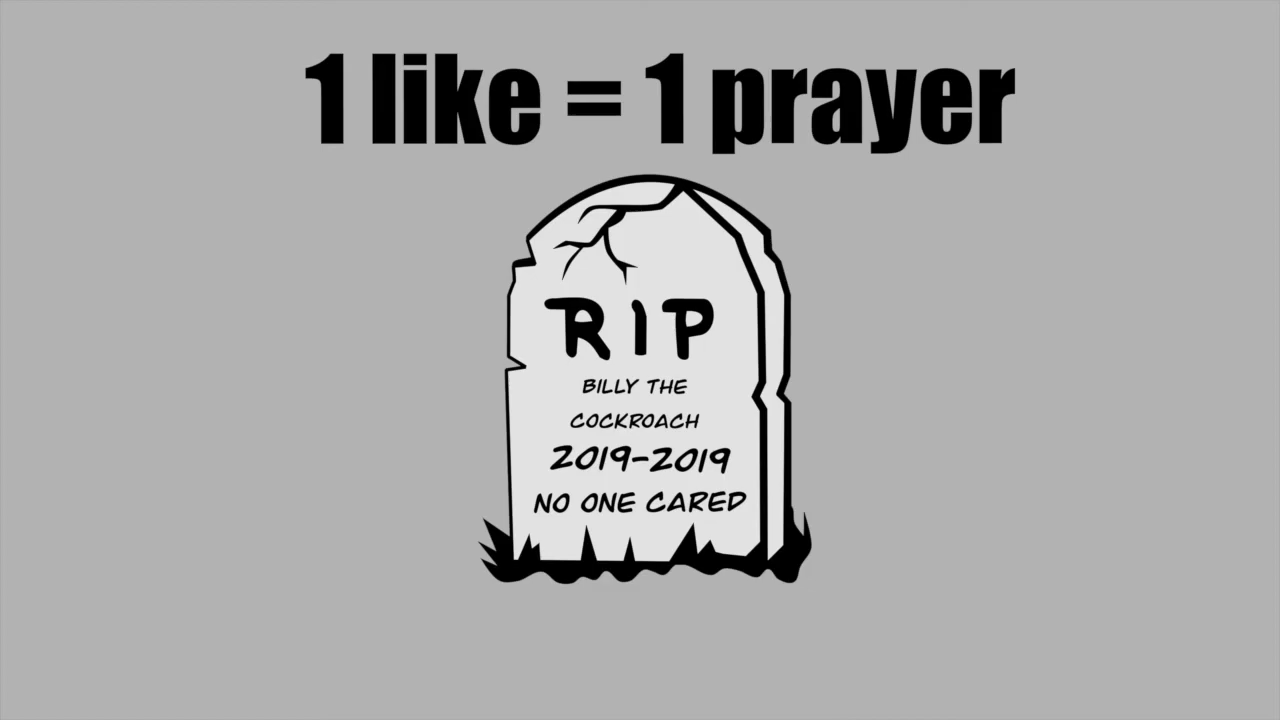 1 like = 1 prayer
RIP
BILLY THE
COCKROACH
2019-2019
NO ONE CARED